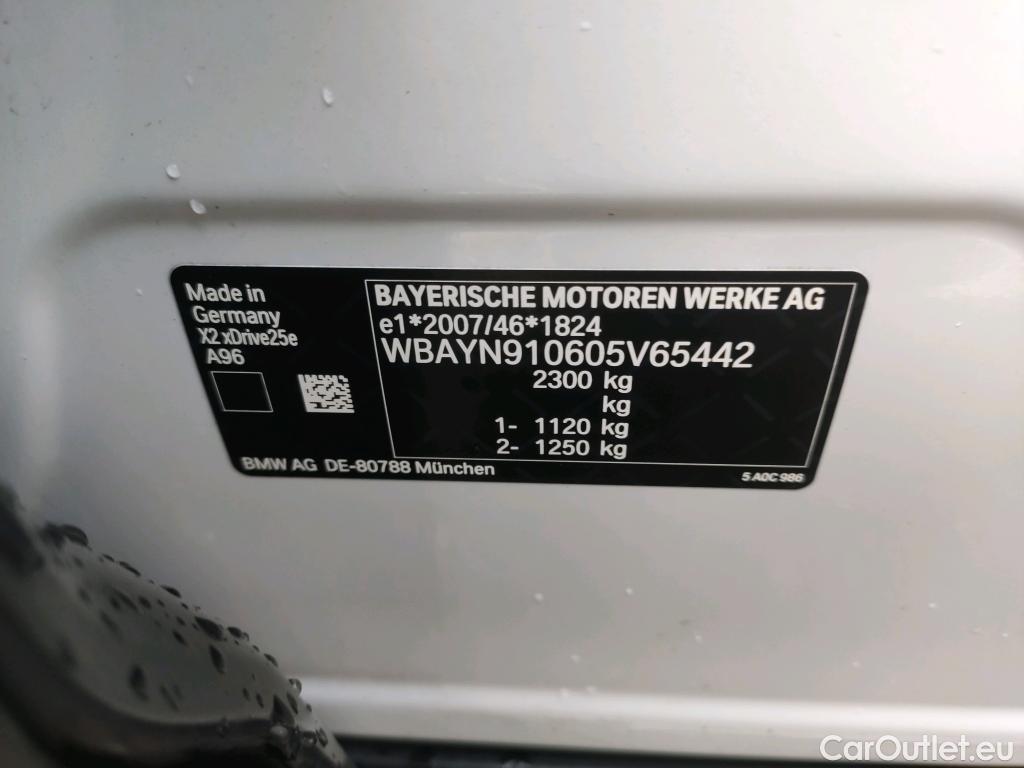 Made in
Germany
X2 xDrive25e
A96
BAYERISCHE MOTOREN WERKE AG
e1*2007/46*1824
WBAYN910605V65442
2300 kg
kg
1- 1120 kg
2- 1250 kg
BMW AG DE-80788 München
5 A0C 986
CarOutlet.eu